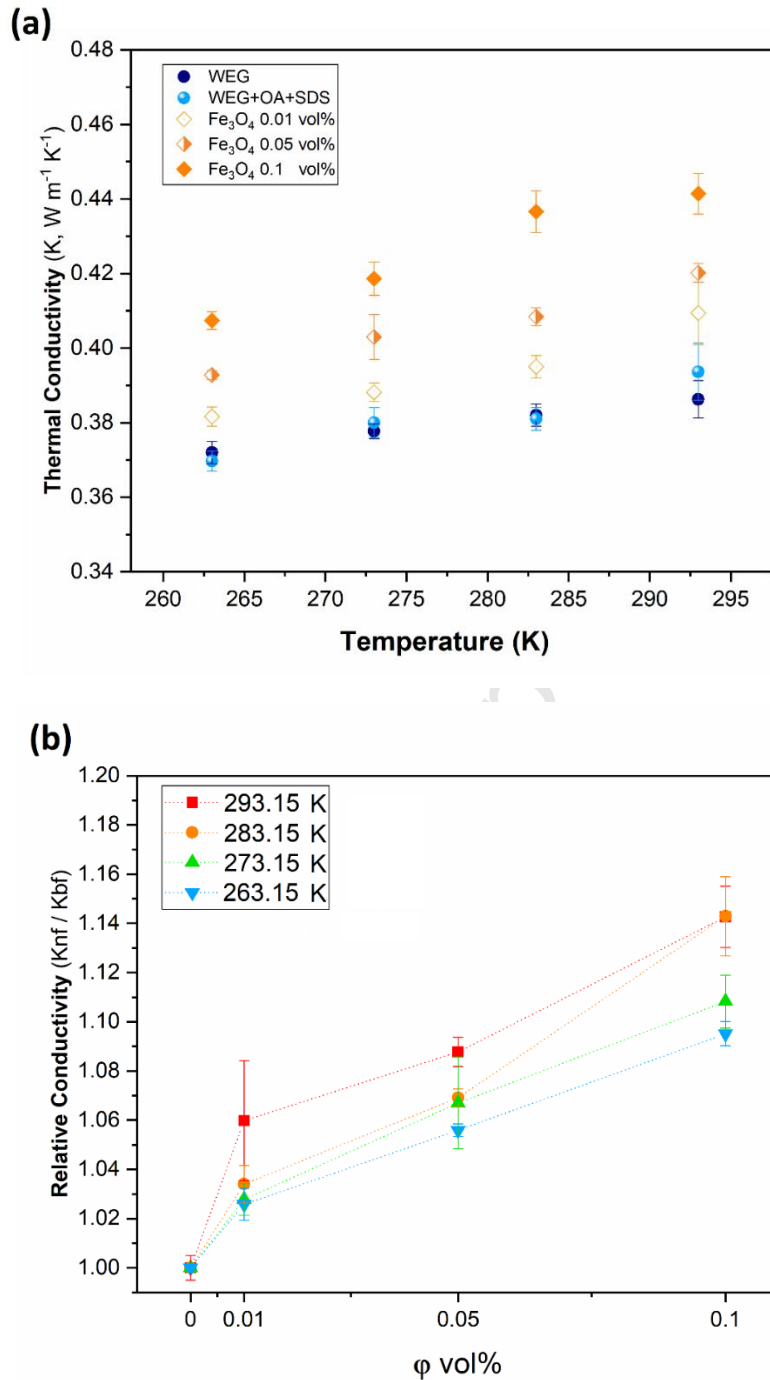 (a)
0.48
0.46
0.44
0.42
0.40
0.38
0.36
0.34
Thermal Conductivity (K, W m⁻¹ K⁻¹)
WEG
WEG+OA+SDS
Fe₃O₄ 0.01 vol%
Fe₃O₄ 0.05 vol%
Fe₃O₄ 0.1 vol%
260 265 270 275 280 285 290 295
Temperature (K)
(b)
1.20
1.18
1.16
1.14
1.12
1.10
1.08
1.06
1.04
1.02
1.00
Relative Conductivity (Knf / Kbf)
293.15 K
283.15 K
273.15 K
263.15 K
0 0.01 0.05 0.1
φ vol%